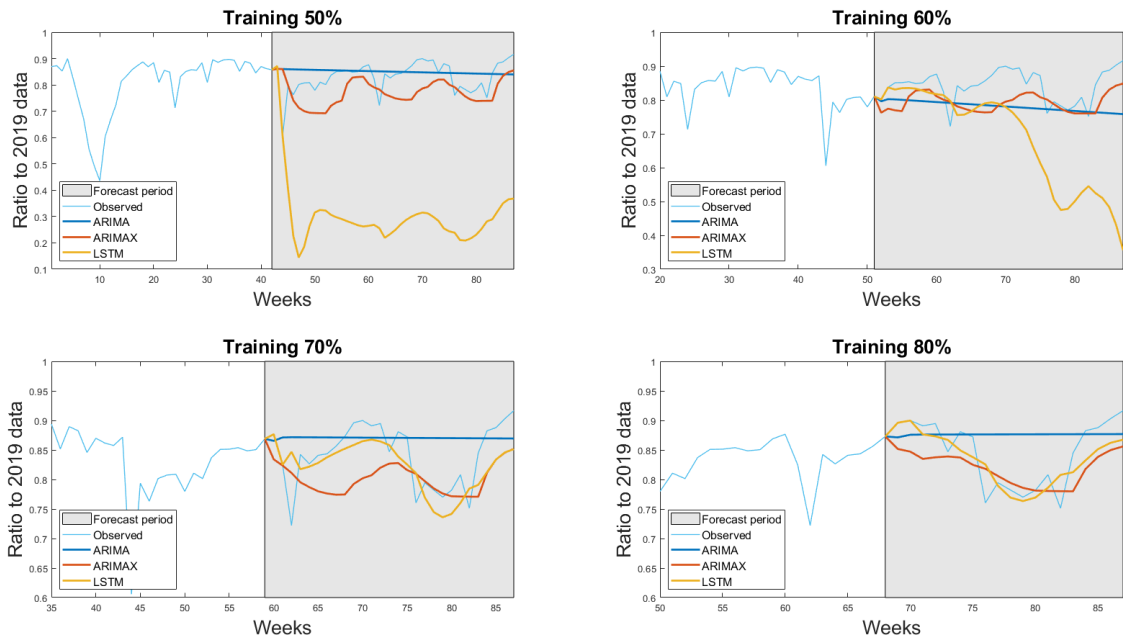 Training 50%
Ratio to 2019 data
1
0.9
0.8
0.7
0.6
0.5
0.4
0.3
0.2
0.1
Forecast period
Observed
ARIMA
ARIMAX
LSTM
10 20 30 40 50 60 70 80
Weeks
Training 60%
Ratio to 2019 data
1
0.9
0.8
0.7
0.6
0.5
0.4
0.3
Forecast period
Observed
ARIMA
ARIMAX
LSTM
20 30 40 50 60 70 80
Weeks
Training 70%
Ratio to 2019 data
1
0.95
0.9
0.85
0.8
0.75
0.7
0.65
0.6
Forecast period
Observed
ARIMA
ARIMAX
LSTM
35 40 45 50 55 60 65 70 75 80 85
Weeks
Training 80%
Ratio to 2019 data
1
0.95
0.9
0.85
0.8
0.75
0.7
0.65
0.6
Forecast period
Observed
ARIMA
ARIMAX
LSTM
50 55 60 65 70 75 80 85
Weeks